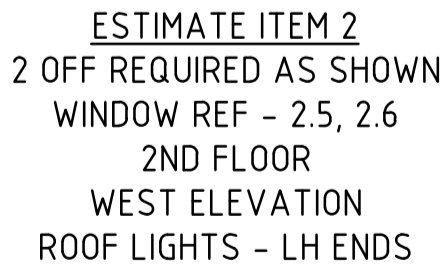 ESTIMATE ITEM 2
2 OFF REQUIRED AS SHOWN
WINDOW REF - 2.5, 2.6
2ND FLOOR
WEST ELEVATION
ROOF LIGHTS - LH ENDS